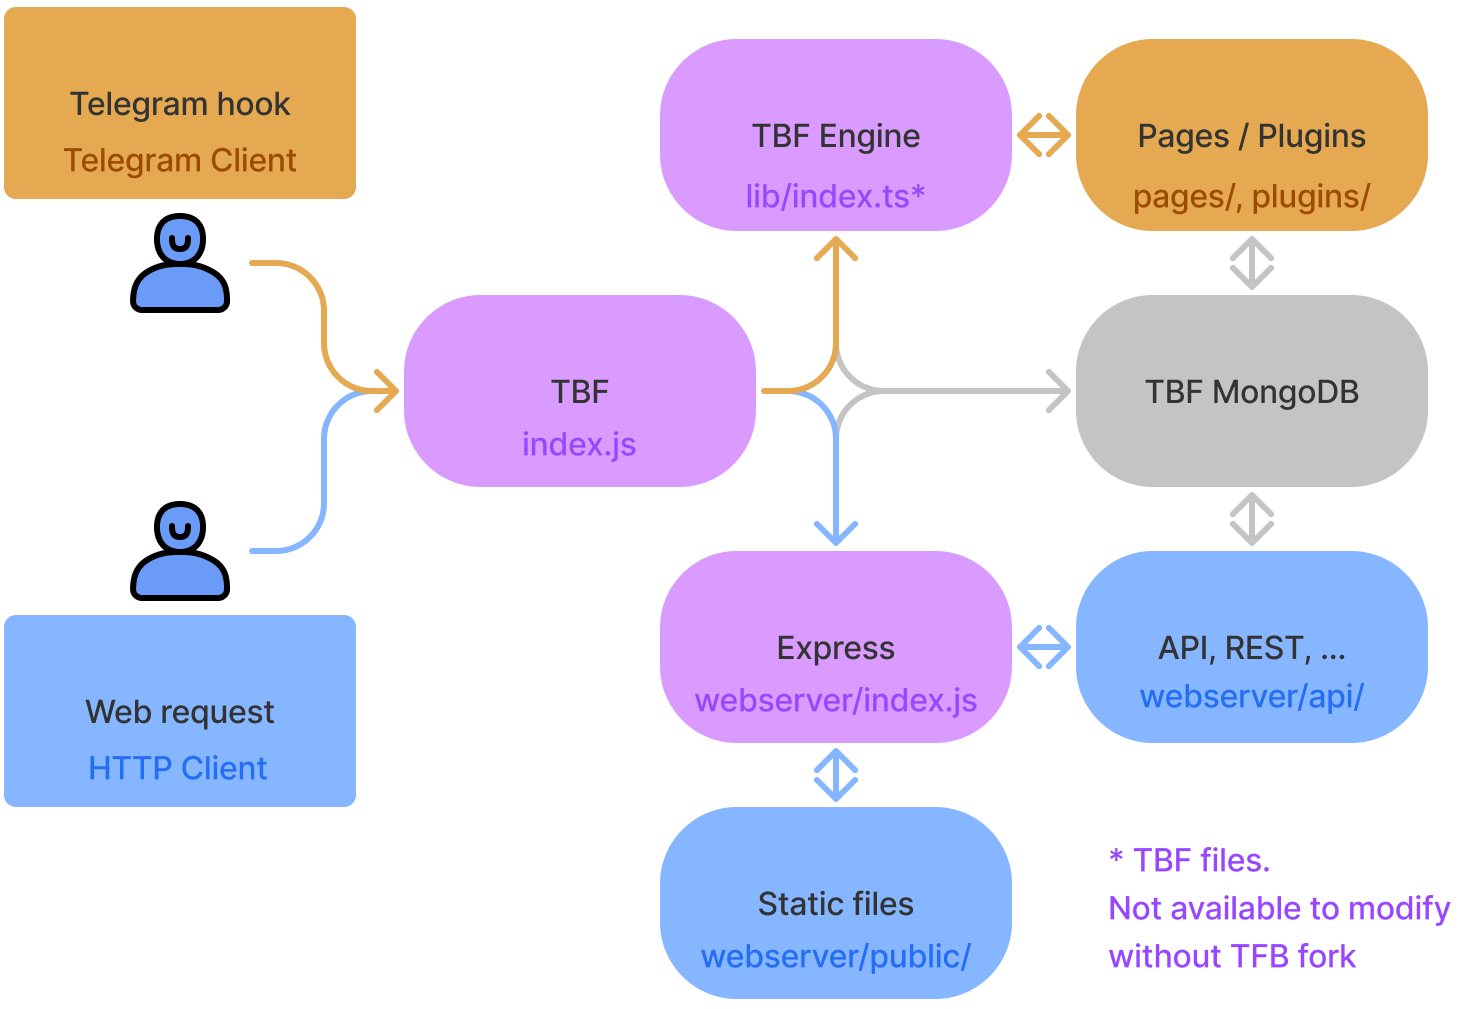 Telegram hook
Telegram Client
TBF Engine
lib/index.ts*
Pages / Plugins
pages/, plugins/
TBF
index.js
TBF MongoDB
Express
webserver/index.js
API, REST, ...
webserver/api/
Web request
HTTP Client
Static files
webserver/public/
* TBF files.
Not available to modify
without TFB fork